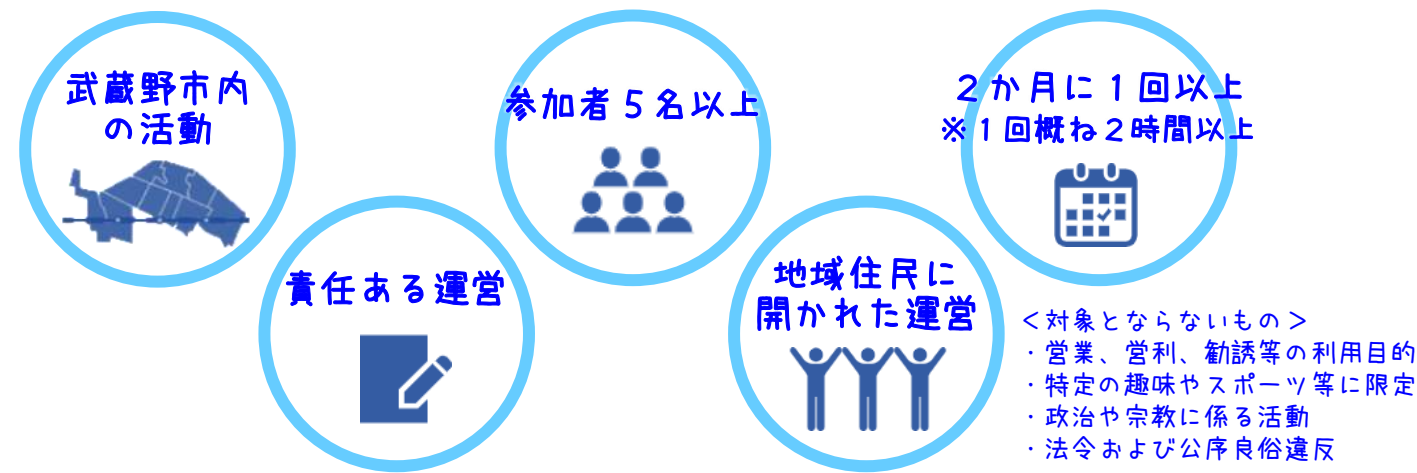 武蔵野市内
の活動
責任ある運営
参加者５名以上
地域住民に
開かれた運営
２か月に１回以上
※１回概ね２時間以上
＜対象とならないもの＞
・営業、営利、勧誘等の利用目的
・特定の趣味やスポーツ等に限定
・政治や宗教に係る活動
・法令および公序良俗違反